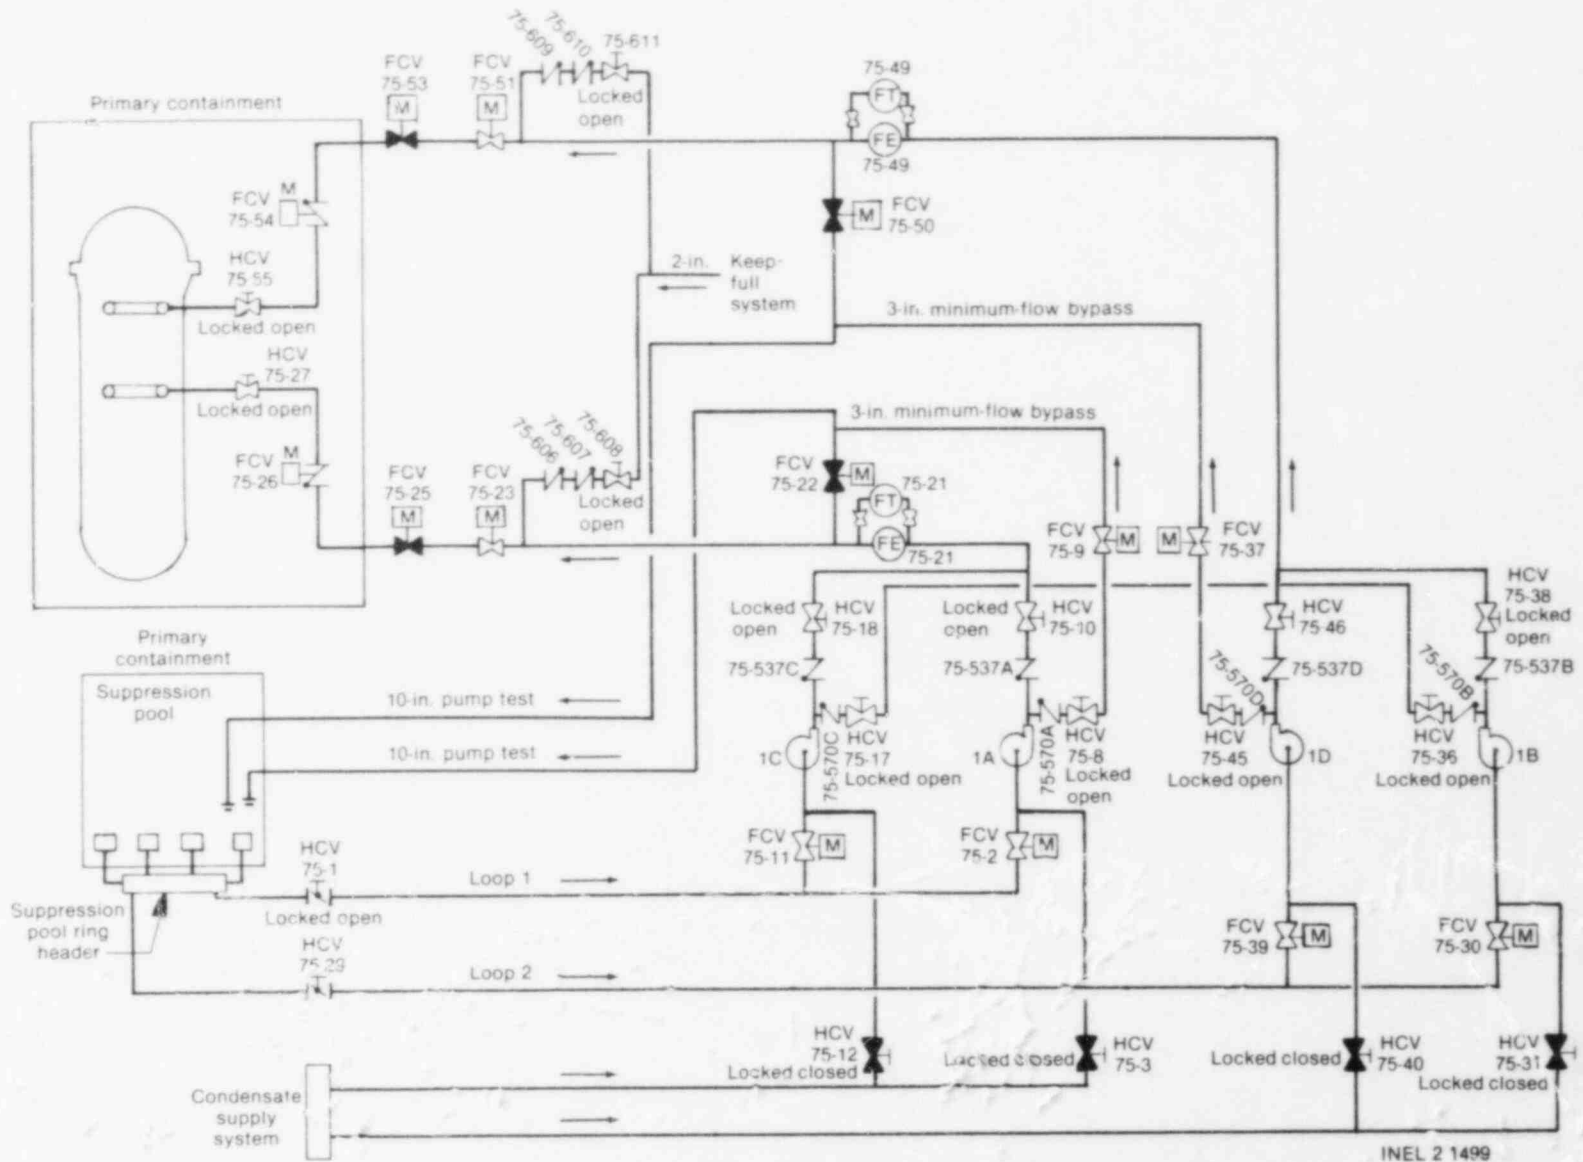 75-609
75-610
75-611
Locked
open
FCV
75-53
M
FCV
75-51
M
Primary containment
75-49
FT
FE
75-49
M
FCV
75-54
FCV
75-50
M
HCV
75-55
Locked open
2-in.
Keep-
full
system
3-in. minimum-flow bypass
HCV
75-27
Locked open
3-in. minimum-flow bypass
75-606
75-607
75-608
Locked
open
M
FCV
75-26
FCV
75-25
M
FCV
75-23
M
FCV
75-22
M
75-21
FT
FE
75-21
FCV
75-9
M
M
FCV
75-37
Locked
open
HCV
75-18
Locked
open
HCV
75-10
HCV
75-46
HCV
75-38
Locked
open
75-537C
75-537A
75-537D
75-537B
Primary
containment
Suppression
pool
10-in. pump test
10-in. pump test
1C
75-570C
HCV
75-17
Locked open
1A
75-570A
HCV
75-8
Locked
open
75-570D
HCV
75-45
Locked open
1D
75-570B
HCV
75-36
Locked open
1B
FCV
75-11
M
FCV
75-2
M
HCV
75-1
Locked open
Loop 1
Suppression
pool ring
header
HCV
75-29
Loop 2
FCV
75-39
M
FCV
75-30
M
HCV
75-12
Locked closed
Locked closed
HCV
75-3
Locked closed
HCV
75-40
HCV
75-31
Locked closed
Condensate
supply
system
INEL 2 1499